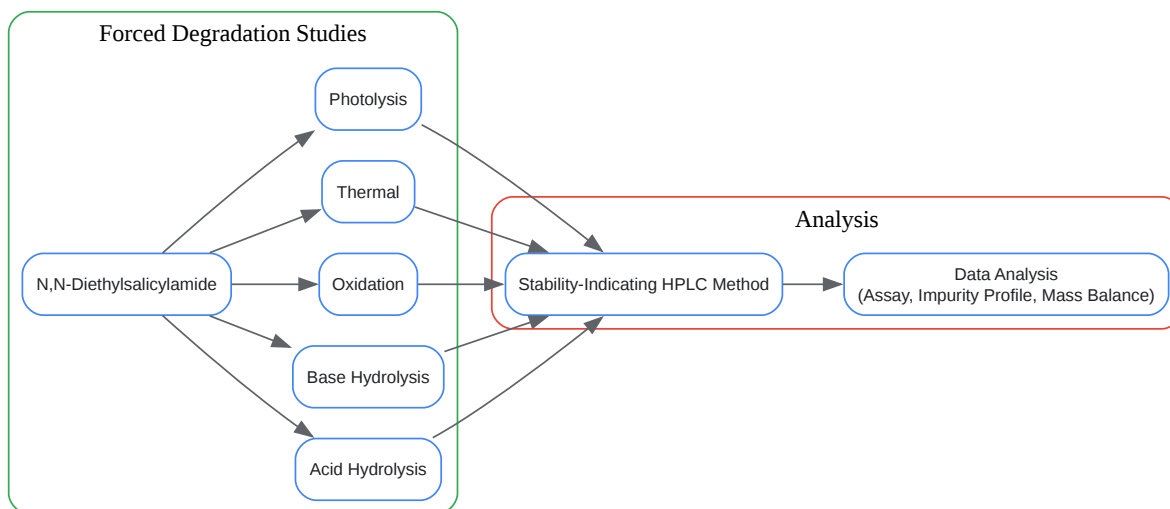 Forced Degradation Studies
Photolysis
Thermal
Analysis
N,N-Diethylsalicylamide
Oxidation
Stability-Indicating HPLC Method
Data Analysis
(Assay, Impurity Profile, Mass Balance)
Base Hydrolysis
Acid Hydrolysis